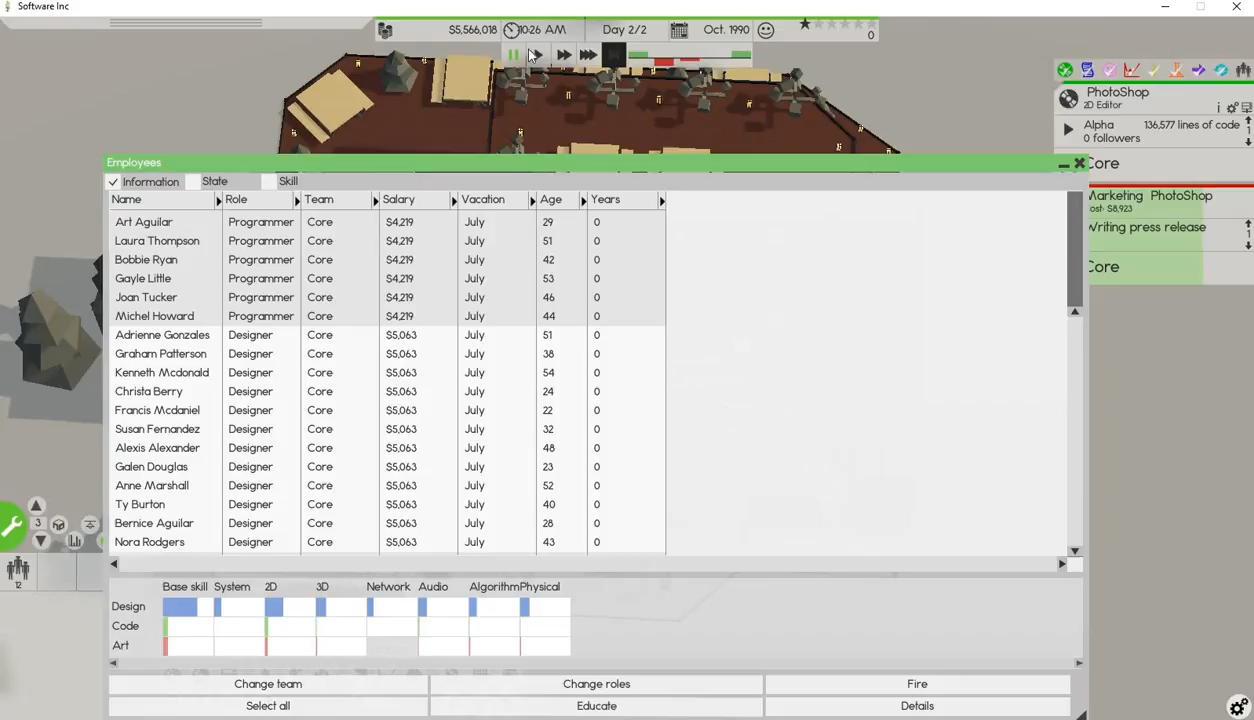 Software Inc
$5,566,018 10:26 AM Day 2/2 Oct. 1990 0
PhotoShop
2D Editor
Alpha 136,577 lines of code
0 followers 1
Core
Marketing PhotoShop
Cost: $8,923
Writing press release 1
Core
3
12
Employees
Information State Skill
Name Role Team Salary Vacation Age Years
Art Aguilar Programmer Core $4,219 July 29 0
Laura Thompson Programmer Core $4,219 July 51 0
Bobbie Ryan Programmer Core $4,219 July 42 0
Gayle Little Programmer Core $4,219 July 53 0
Joan Tucker Programmer Core $4,219 July 46 0
Michel Howard Programmer Core $4,219 July 44 0
Adrienne Gonzales Designer Core $5,063 July 51 0
Graham Patterson Designer Core $5,063 July 38 0
Kenneth Mcdonald Designer Core $5,063 July 54 0
Christa Berry Designer Core $5,063 July 24 0
Francis Mcdaniel Designer Core $5,063 July 22 0
Susan Fernandez Designer Core $5,063 July 32 0
Alexis Alexander Designer Core $5,063 July 48 0
Galen Douglas Designer Core $5,063 July 23 0
Anne Marshall Designer Core $5,063 July 52 0
Ty Burton Designer Core $5,063 July 40 0
Bernice Aguilar Designer Core $5,063 July 28 0
Nora Rodgers Designer Core $5,063 July 43 0
Base skill System 2D 3D Network Audio Algorithm Physical
Design
Code
Art
Change team Change roles Fire
Select all Educate Details